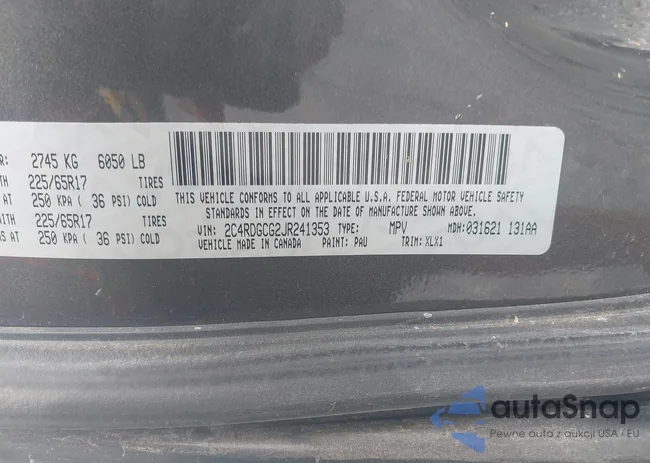 R: 2745 KG 6050 LB
TH 225/65R17 TIRES
AT 250 KPA ( 36 PSI) COLD
WITH 225/65R17 TIRES
S AT 250 KPA ( 36 PSI) COLD
THIS VEHICLE CONFORMS TO ALL APPLICABLE U.S.A. FEDERAL MOTOR VEHICLE SAFETY
STANDARDS IN EFFECT ON THE DATE OF MANUFACTURE SHOWN ABOVE.
VIN: 2C4RDGCG2JR241353 TYPE: MPV MDH: 031621 131AA
VEHICLE MADE IN CANADA PAINT: PAU TRIM: XLX1
autoSnap
Pewne auta z aukcji USA i EU